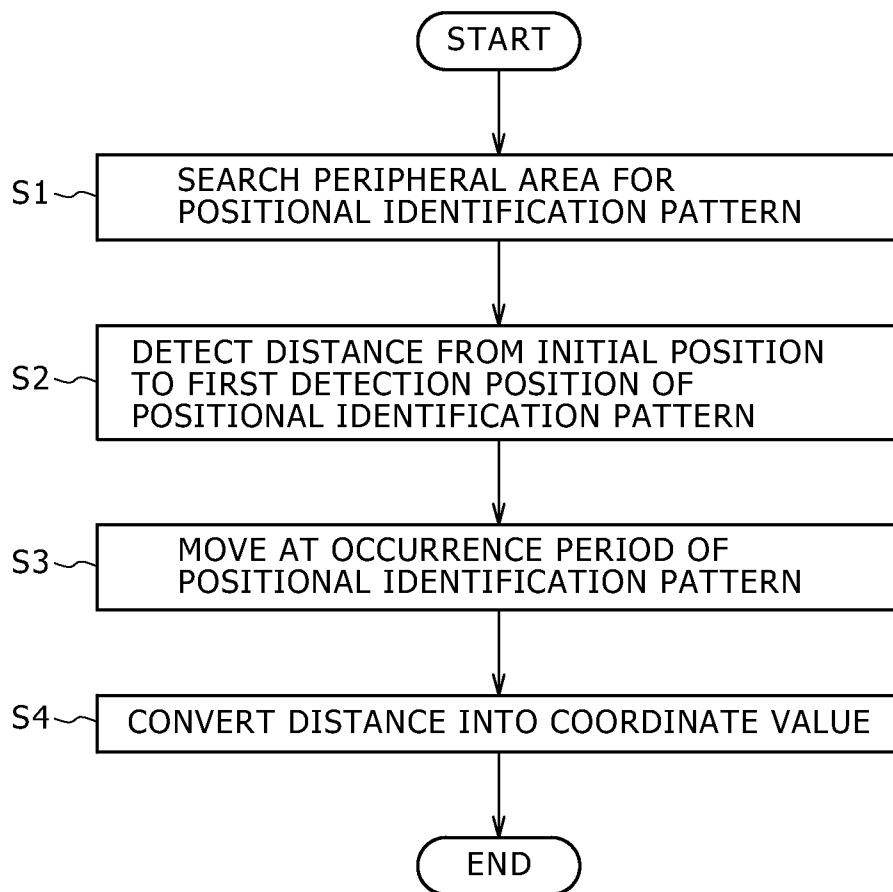 START
S1
SEARCH PERIPHERAL AREA FOR
POSITIONAL IDENTIFICATION PATTERN
S2
DETECT DISTANCE FROM INITIAL POSITION
TO FIRST DETECTION POSITION OF
POSITIONAL IDENTIFICATION PATTERN
S3
MOVE AT OCCURRENCE PERIOD OF
POSITIONAL IDENTIFICATION PATTERN
S4
CONVERT DISTANCE INTO COORDINATE VALUE
END